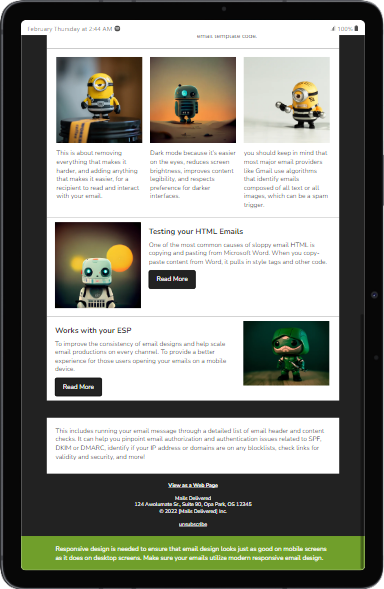 February Thursday at 2:44 AM
100%
email template code.
This is about removing
everything that makes it
harder, and adding anything
that makes it easier, for a
recipient to read and interact
with your email.
Dark mode because it's easier
on the eyes, reduces screen
brightness, improves content
legibility, and respects
preference for darker
interfaces.
you should keep in mind that
most major email providers
like Gmail use algorithms
that identify emails
composed of all text or all
images, which can be a spam
trigger.
Testing your HTML Emails
One of the most common causes of sloppy email HTML is
copying and pasting from Microsoft Word. When you copy-
paste content from Word, it pulls in style tags and other code.
Read More
Works with your ESP
To improve the consistency of email designs and help scale
email productions on every channel. To provide a better
experience for those users opening your emails on a mobile
device.
Read More
This includes running your email message through a detailed list of email header and content
checks. It can help you pinpoint email authorization and authentication issues related to SPF,
DKIM or DMARC, identify if your IP address or domains are on any blocklists, check links for
validity and security, and more!
View as a Web Page
Mails Delivered
124 Awolumate Sr., Suite 80, Opa Park, OS 12345
© 2022 [Mails Delivered] Inc.
unsubscribe
Responsive design is needed to ensure that email design looks just as good on mobile screens
as it does on desktop screens. Make sure your emails utilize modern responsive email design.